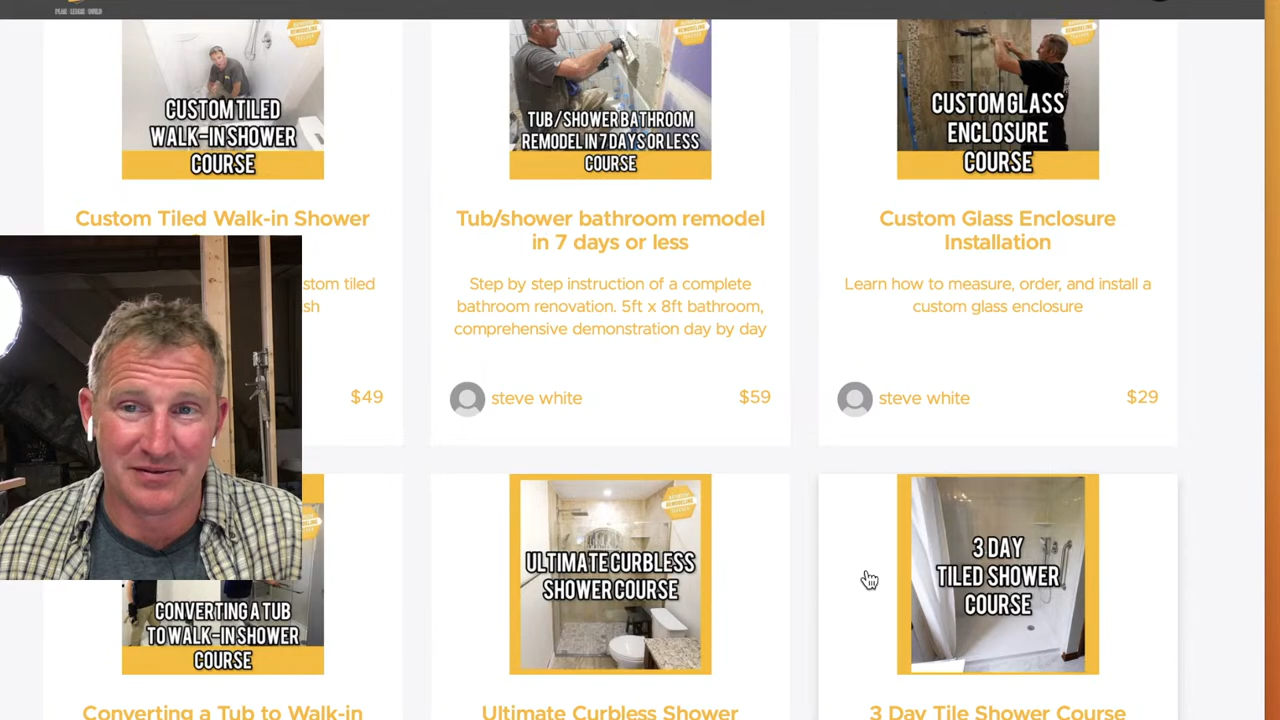 CUSTOM TILED
WALK-IN SHOWER
COURSE
Custom Tiled Walk-in Shower
stom tiled
sh
$49
TUB/SHOWER BATHROOM
REMODEL IN 7 DAYS OR LESS
COURSE
Tub/shower bathroom remodel
in 7 days or less
Step by step instruction of a complete
bathroom renovation. 5ft x 8ft bathroom,
comprehensive demonstration day by day
steve white
$59
CUSTOM GLASS
ENCLOSURE
COURSE
Custom Glass Enclosure
Installation
Learn how to measure, order, and install a
custom glass enclosure
steve white
$29
CONVERTING A TUB
TO WALK-IN SHOWER
COURSE
Converting a Tub to Walk-in
ULTIMATE CURBLESS
SHOWER COURSE
Ultimate Curbless Shower
3 DAY
TILED SHOWER
COURSE
3 Day Tile Shower Course